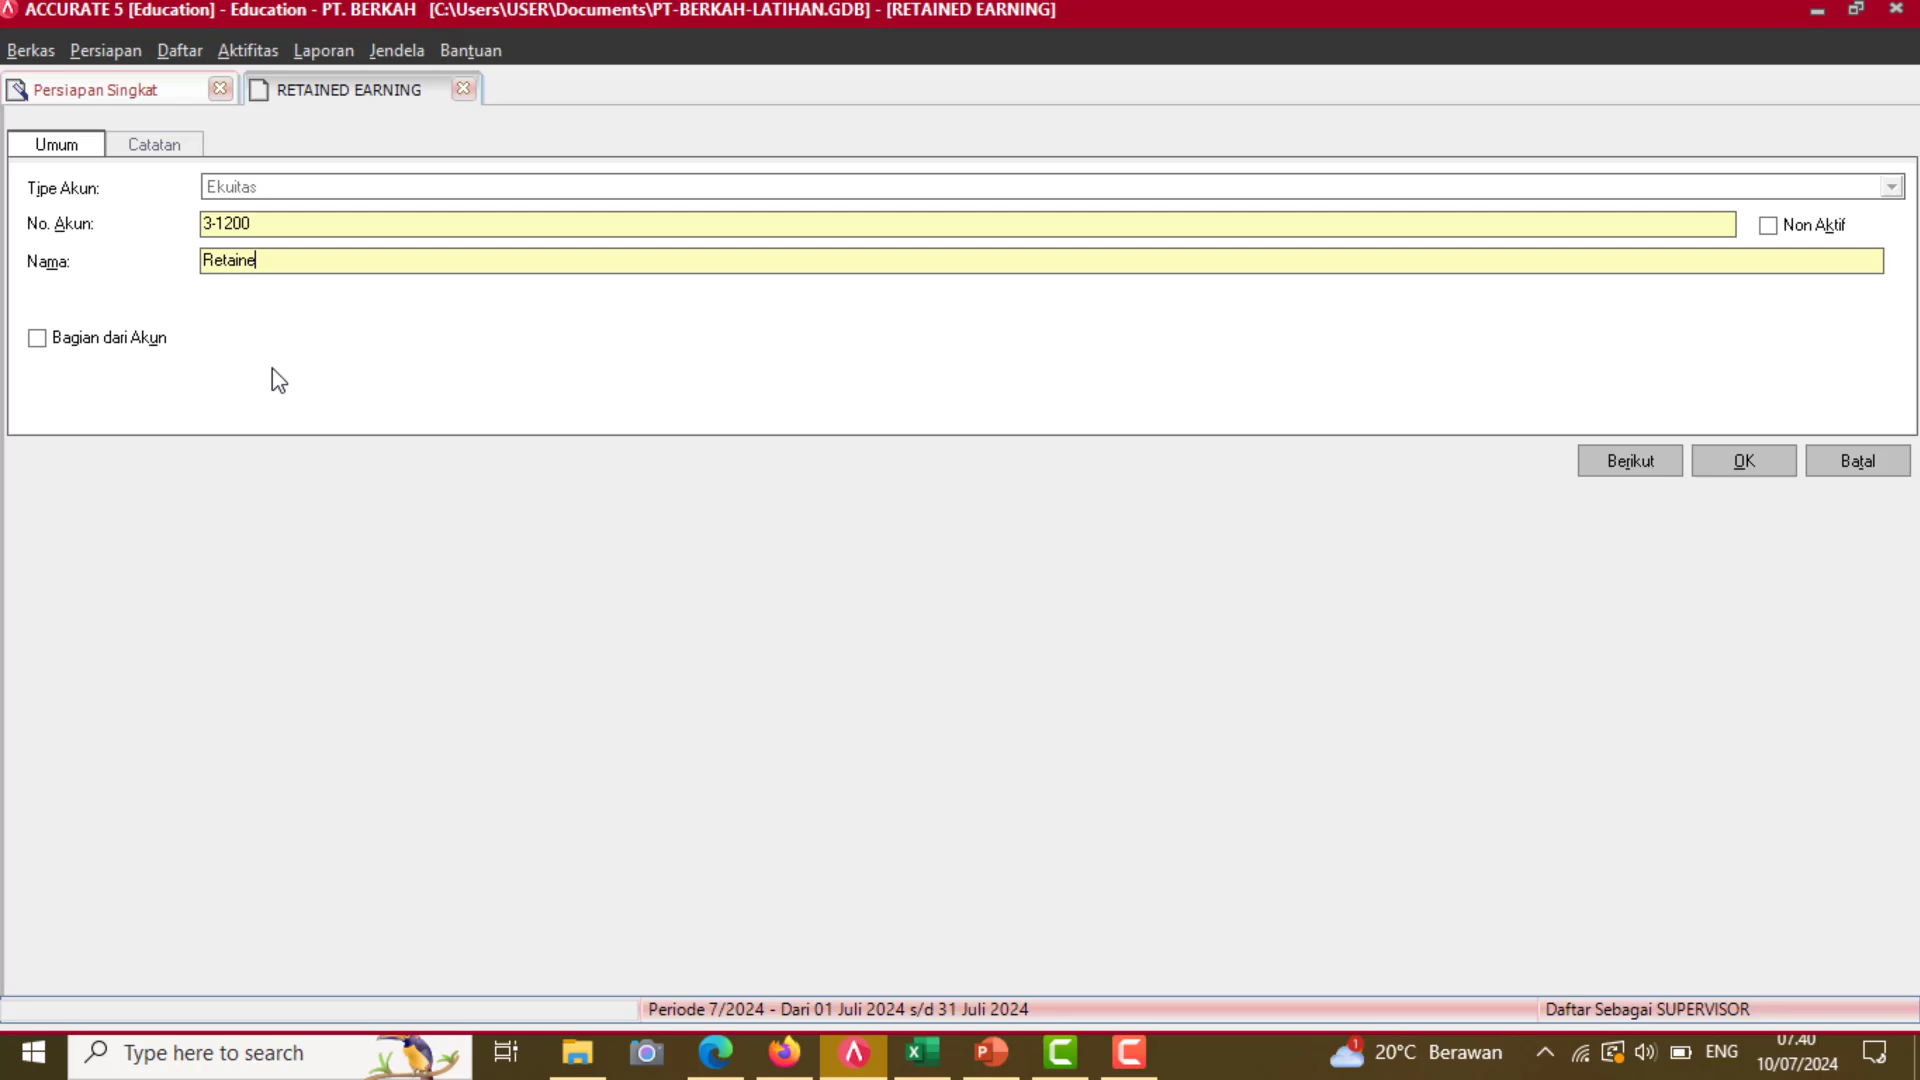 ACCURATE 5 [Education] - Education - PT. BERKAH [C:\Users\USER\Documents\PT-BERKAH-LATIHAN.GDB] - [RETAINED EARNING]
Berkas Persiapan Daftar Aktifitas Laporan Jendela Bantuan
Persiapan Singkat RETAINED EARNING
Umum Catatan
Tipe Akun: Ekuitas
No. Akun: 3-1200 Non Aktif
Nama: Retaine
Bagian dari Akun
Berikut OK Batal
Periode 7/2024 - Dari 01 Juli 2024 s/d 31 Juli 2024 Daftar Sebagai SUPERVISOR
Type here to search 1 20°C Berawan ENG 07.40
10/07/2024